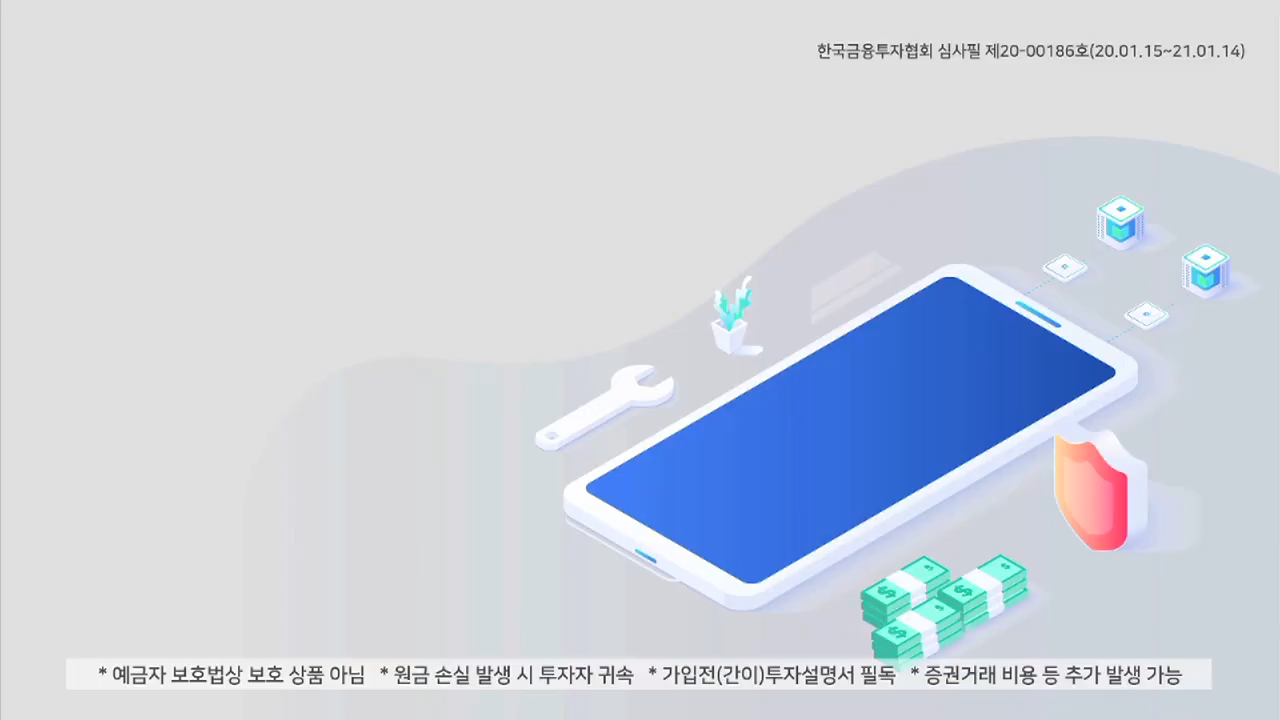 한국금융투자협회 심사필 제20-00186호(20.01.15~21.01.14)
* 예금자 보호법상 보호 상품 아님 * 원금 손실 발생 시 투자자 귀속 * 가입전(간이)투자설명서 필독 * 증권거래 비용 등 추가 발생 가능